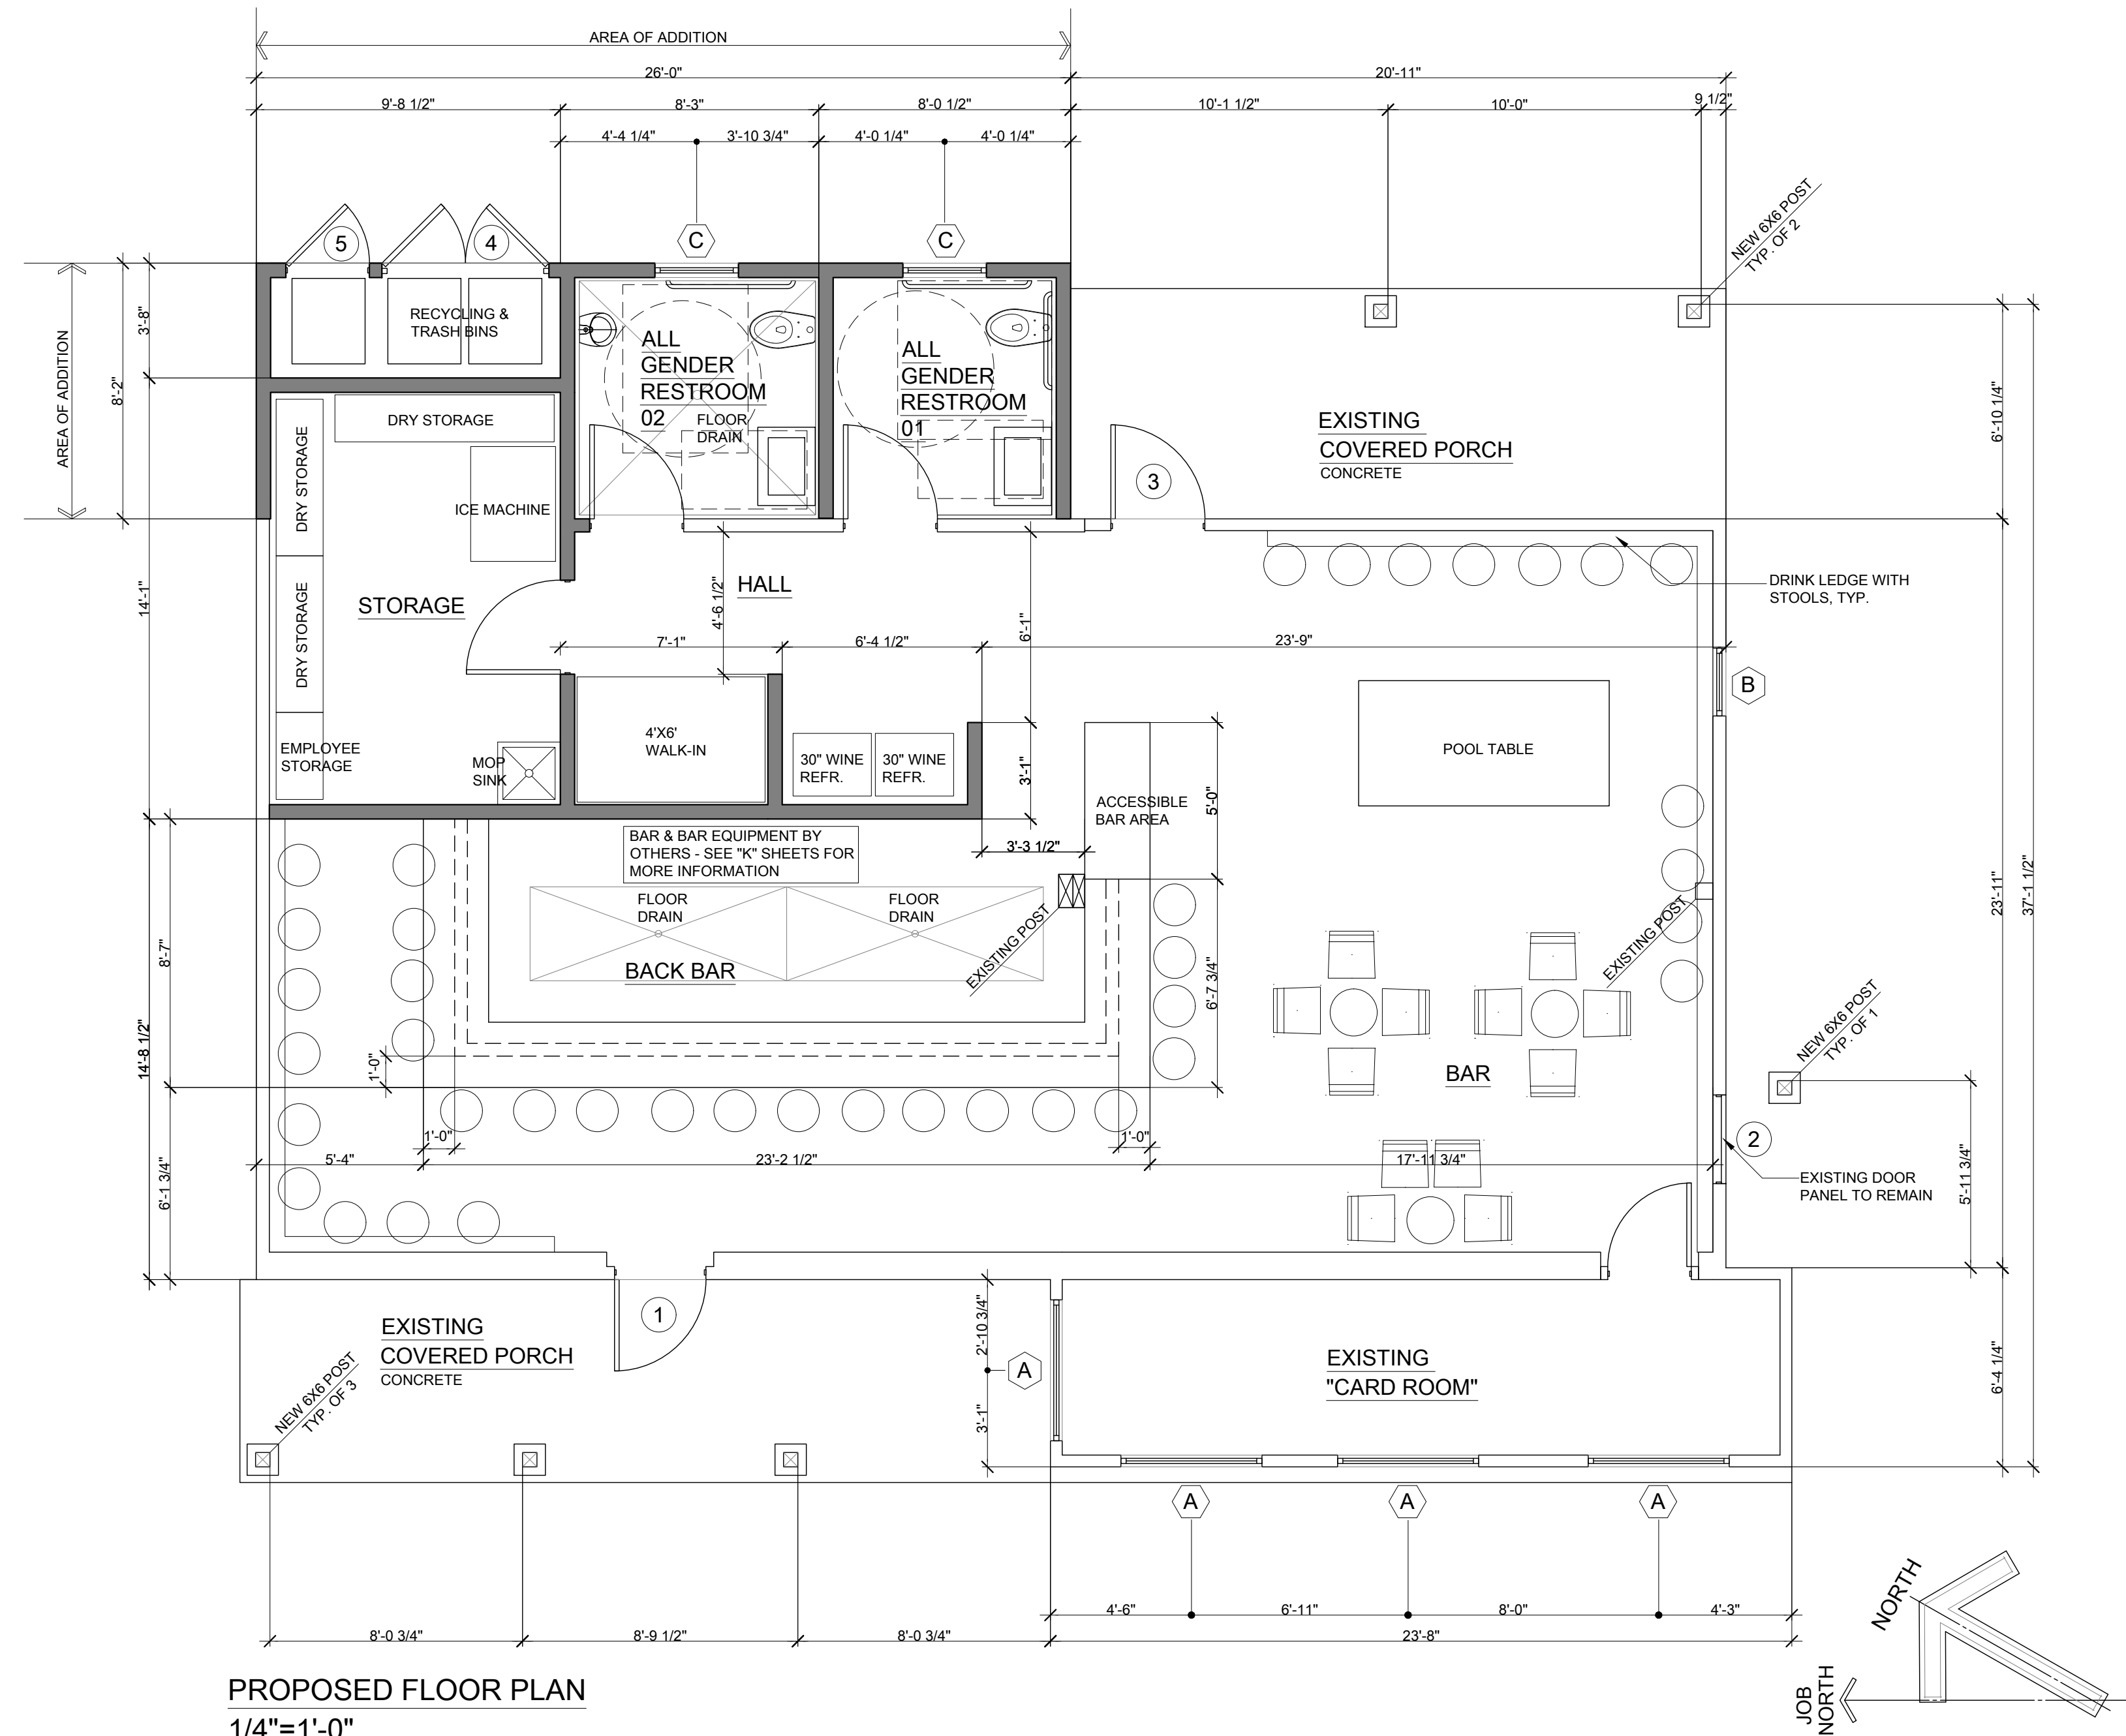 AREA OF ADDITION
26'-0"
20'-11"
9'-8 1/2"
8'-3"
8'-0 1/2"
10'-1 1/2"
10'-0"
9 1/2"
4'-4 1/4"
3'-10 3/4"
4'-0 1/4"
4'-0 1/4"
NEW 6X6 POST
TYP. OF 2
5
4
C
C
AREA OF ADDITION
8'-2"
3'-8"
RECYCLING &
TRASH BINS
ALL
GENDER
RESTROOM
02
FLOOR
DRAIN
ALL
GENDER
RESTROOM
01
EXISTING
COVERED PORCH
CONCRETE
6'-10 1/4"
DRY STORAGE
DRY STORAGE
ICE MACHINE
3
14'-1"
DRY STORAGE
STORAGE
HALL
4'-6 1/2"
6'-1"
DRINK LEDGE WITH
STOOLS, TYP.
7'-1"
6'-4 1/2"
23'-9"
B
EMPLOYEE
STORAGE
MOP
SINK
4'X6'
WALK-IN
30" WINE
REFR.
30" WINE
REFR.
3'-1"
POOL TABLE
ACCESSIBLE
BAR AREA
5'-0"
3'-3 1/2"
BAR & BAR EQUIPMENT BY
OTHERS - SEE "K" SHEETS FOR
MORE INFORMATION
FLOOR
DRAIN
FLOOR
DRAIN
BACK BAR
EXISTING POST
EXISTING POST
23'-11"
37'-1 1/2"
8'-7"
14'-8 1/2"
6'-7 3/4"
NEW 6X6 POST
TYP. OF 1
1'-0"
BAR
1'-0"
1'-0"
2
5'-4"
23'-2 1/2"
17'-11 3/4"
6'-1 3/4"
EXISTING DOOR
PANEL TO REMAIN
5'-11 3/4"
1
EXISTING
COVERED PORCH
CONCRETE
2'-10 3/4"
A
3'-1"
EXISTING
"CARD ROOM"
6'-4 1/4"
NEW 6X6 POST
TYP. OF 3
A
A
A
4'-6"
6'-11"
8'-0"
4'-3"
8'-0 3/4"
8'-9 1/2"
8'-0 3/4"
23'-8"
NORTH
JOB
NORTH
PROPOSED FLOOR PLAN
1/4"=1'-0"